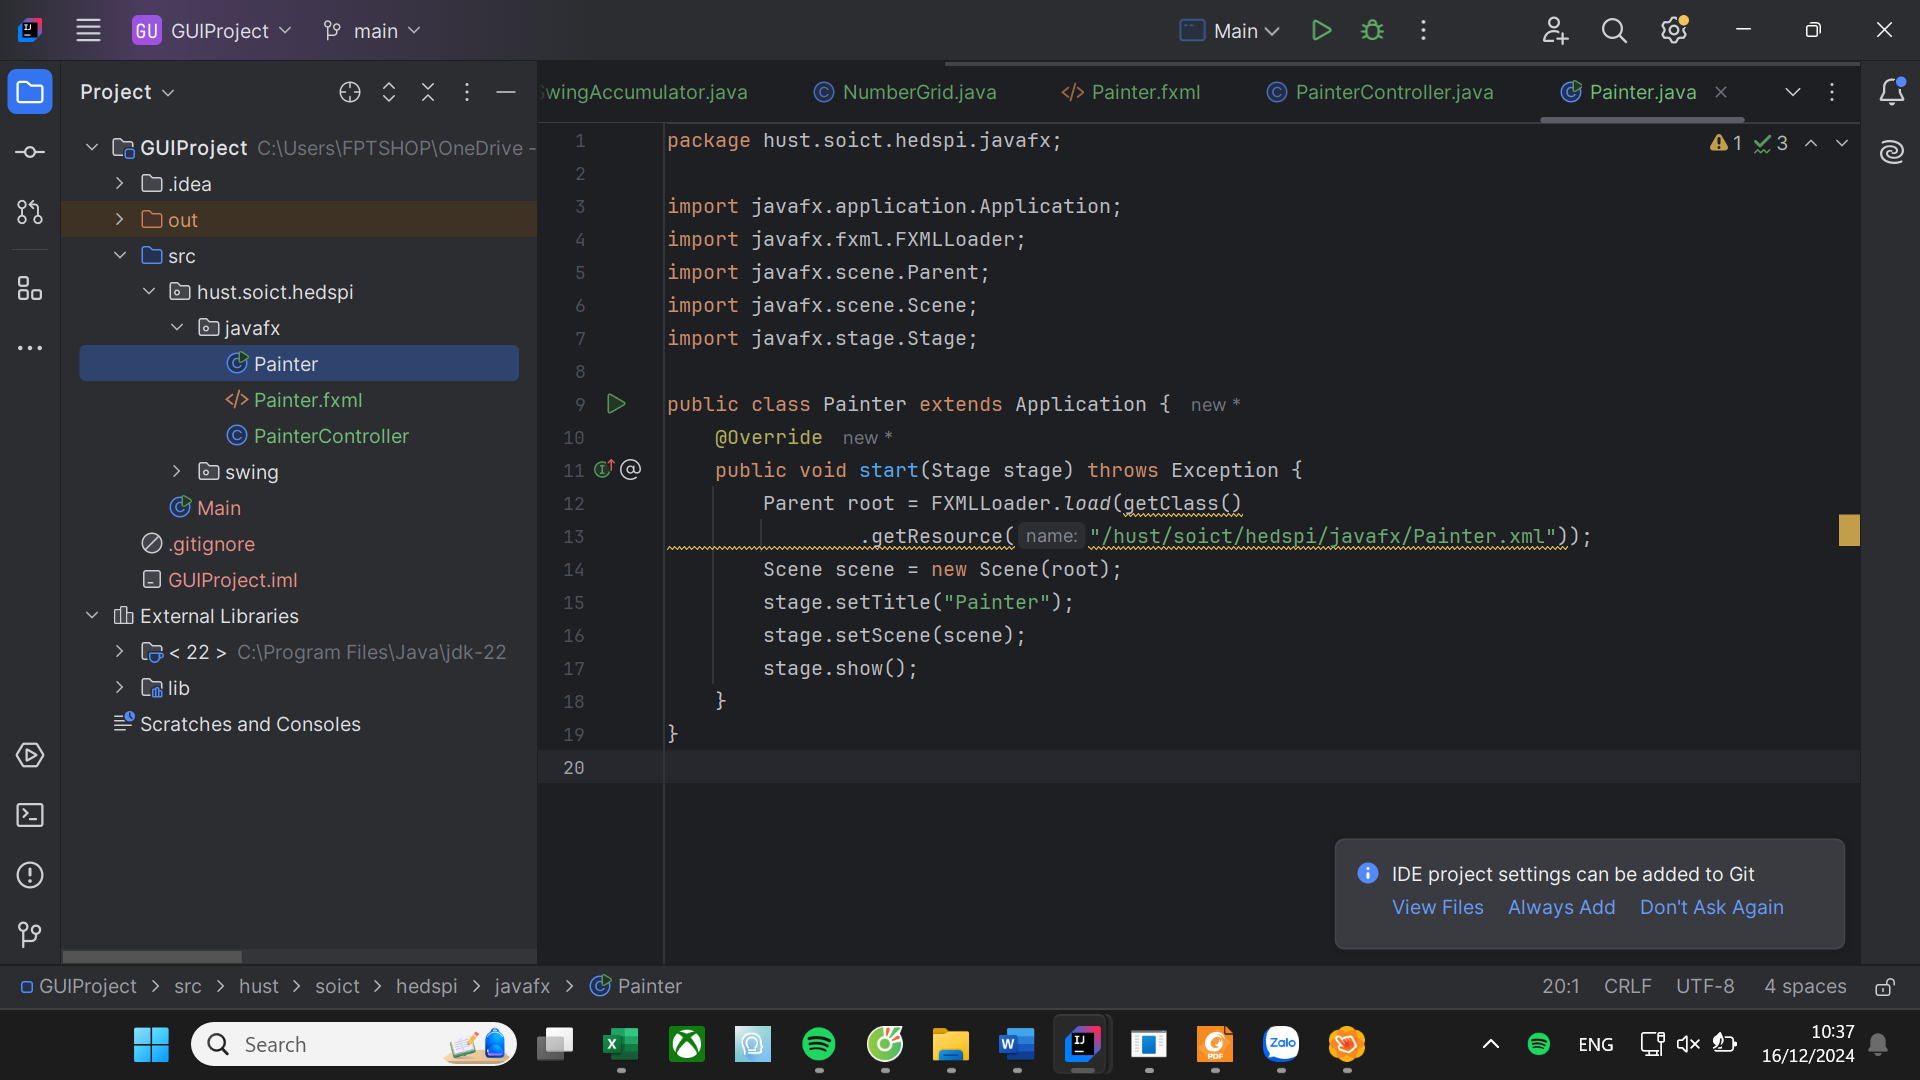 GU GUIProject main Main
Project
wingAccumulator.java NumberGrid.java Painter.fxml PainterController.java Painter.java
GUIProject C:\Users\FPTSHOP\OneDrive -
.idea
out
src
hust.soict.hedspi
javafx
Painter
Painter.fxml
PainterController
swing
Main
.gitignore
GUIProject.iml
External Libraries
< 22 > C:\Program Files\Java\jdk-22
lib
Scratches and Consoles
1 package hust.soict.hedspi.javafx;
1 3
2
3 import javafx.application.Application;
4 import javafx.fxml.FXMLLoader;
5 import javafx.scene.Parent;
6 import javafx.scene.Scene;
7 import javafx.stage.Stage;
8
9 public class Painter extends Application { new *
10 @Override new *
11 public void start(Stage stage) throws Exception {
12 Parent root = FXMLLoader.load(getClass()
13 .getResource( name: "/hust/soict/hedspi/javafx/Painter.xml"));
14 Scene scene = new Scene(root);
15 stage.setTitle("Painter");
16 stage.setScene(scene);
17 stage.show();
18 }
19 }
20
IDE project settings can be added to Git
View Files Always Add Don't Ask Again
GUIProject > src > hust > soict > hedspi > javafx > Painter
20:1 CRLF UTF-8 4 spaces
Search
Zalo
PDF
ENG
10:37
16/12/2024